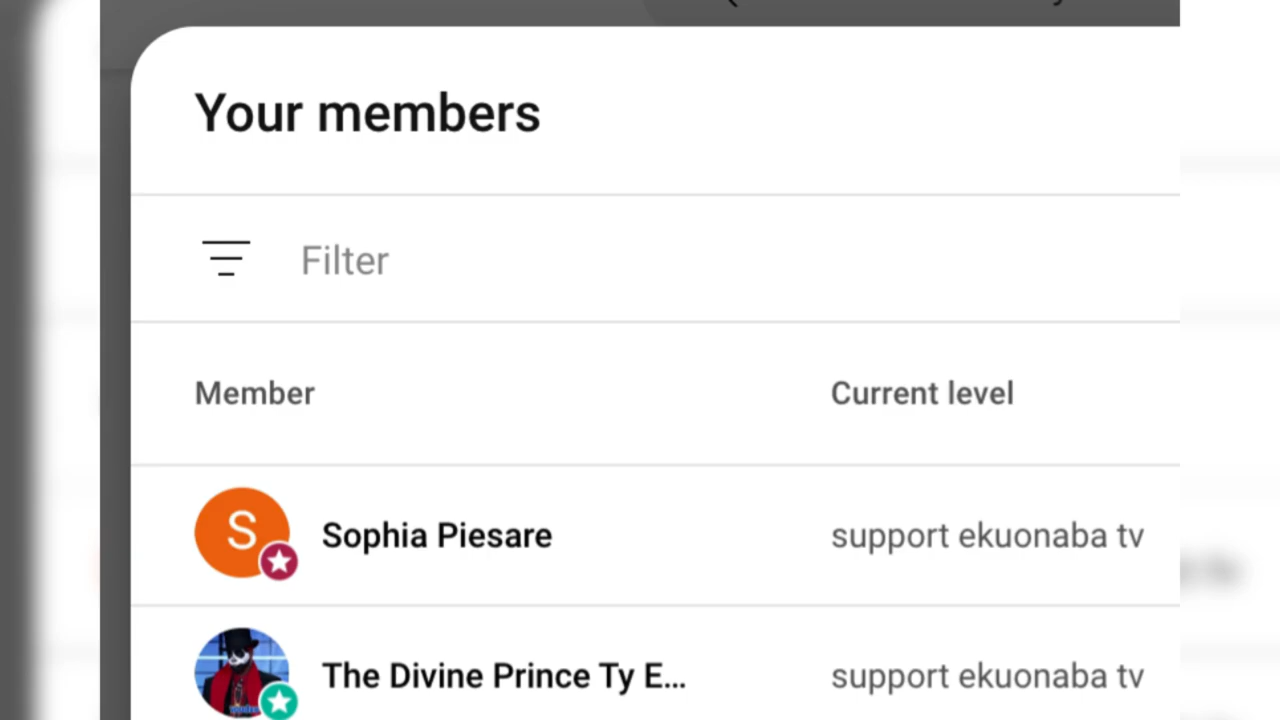 Your members
Filter
Member Current level
S Sophia Piesare support ekuonaba tv
The Divine Prince Ty E... support ekuonaba tv